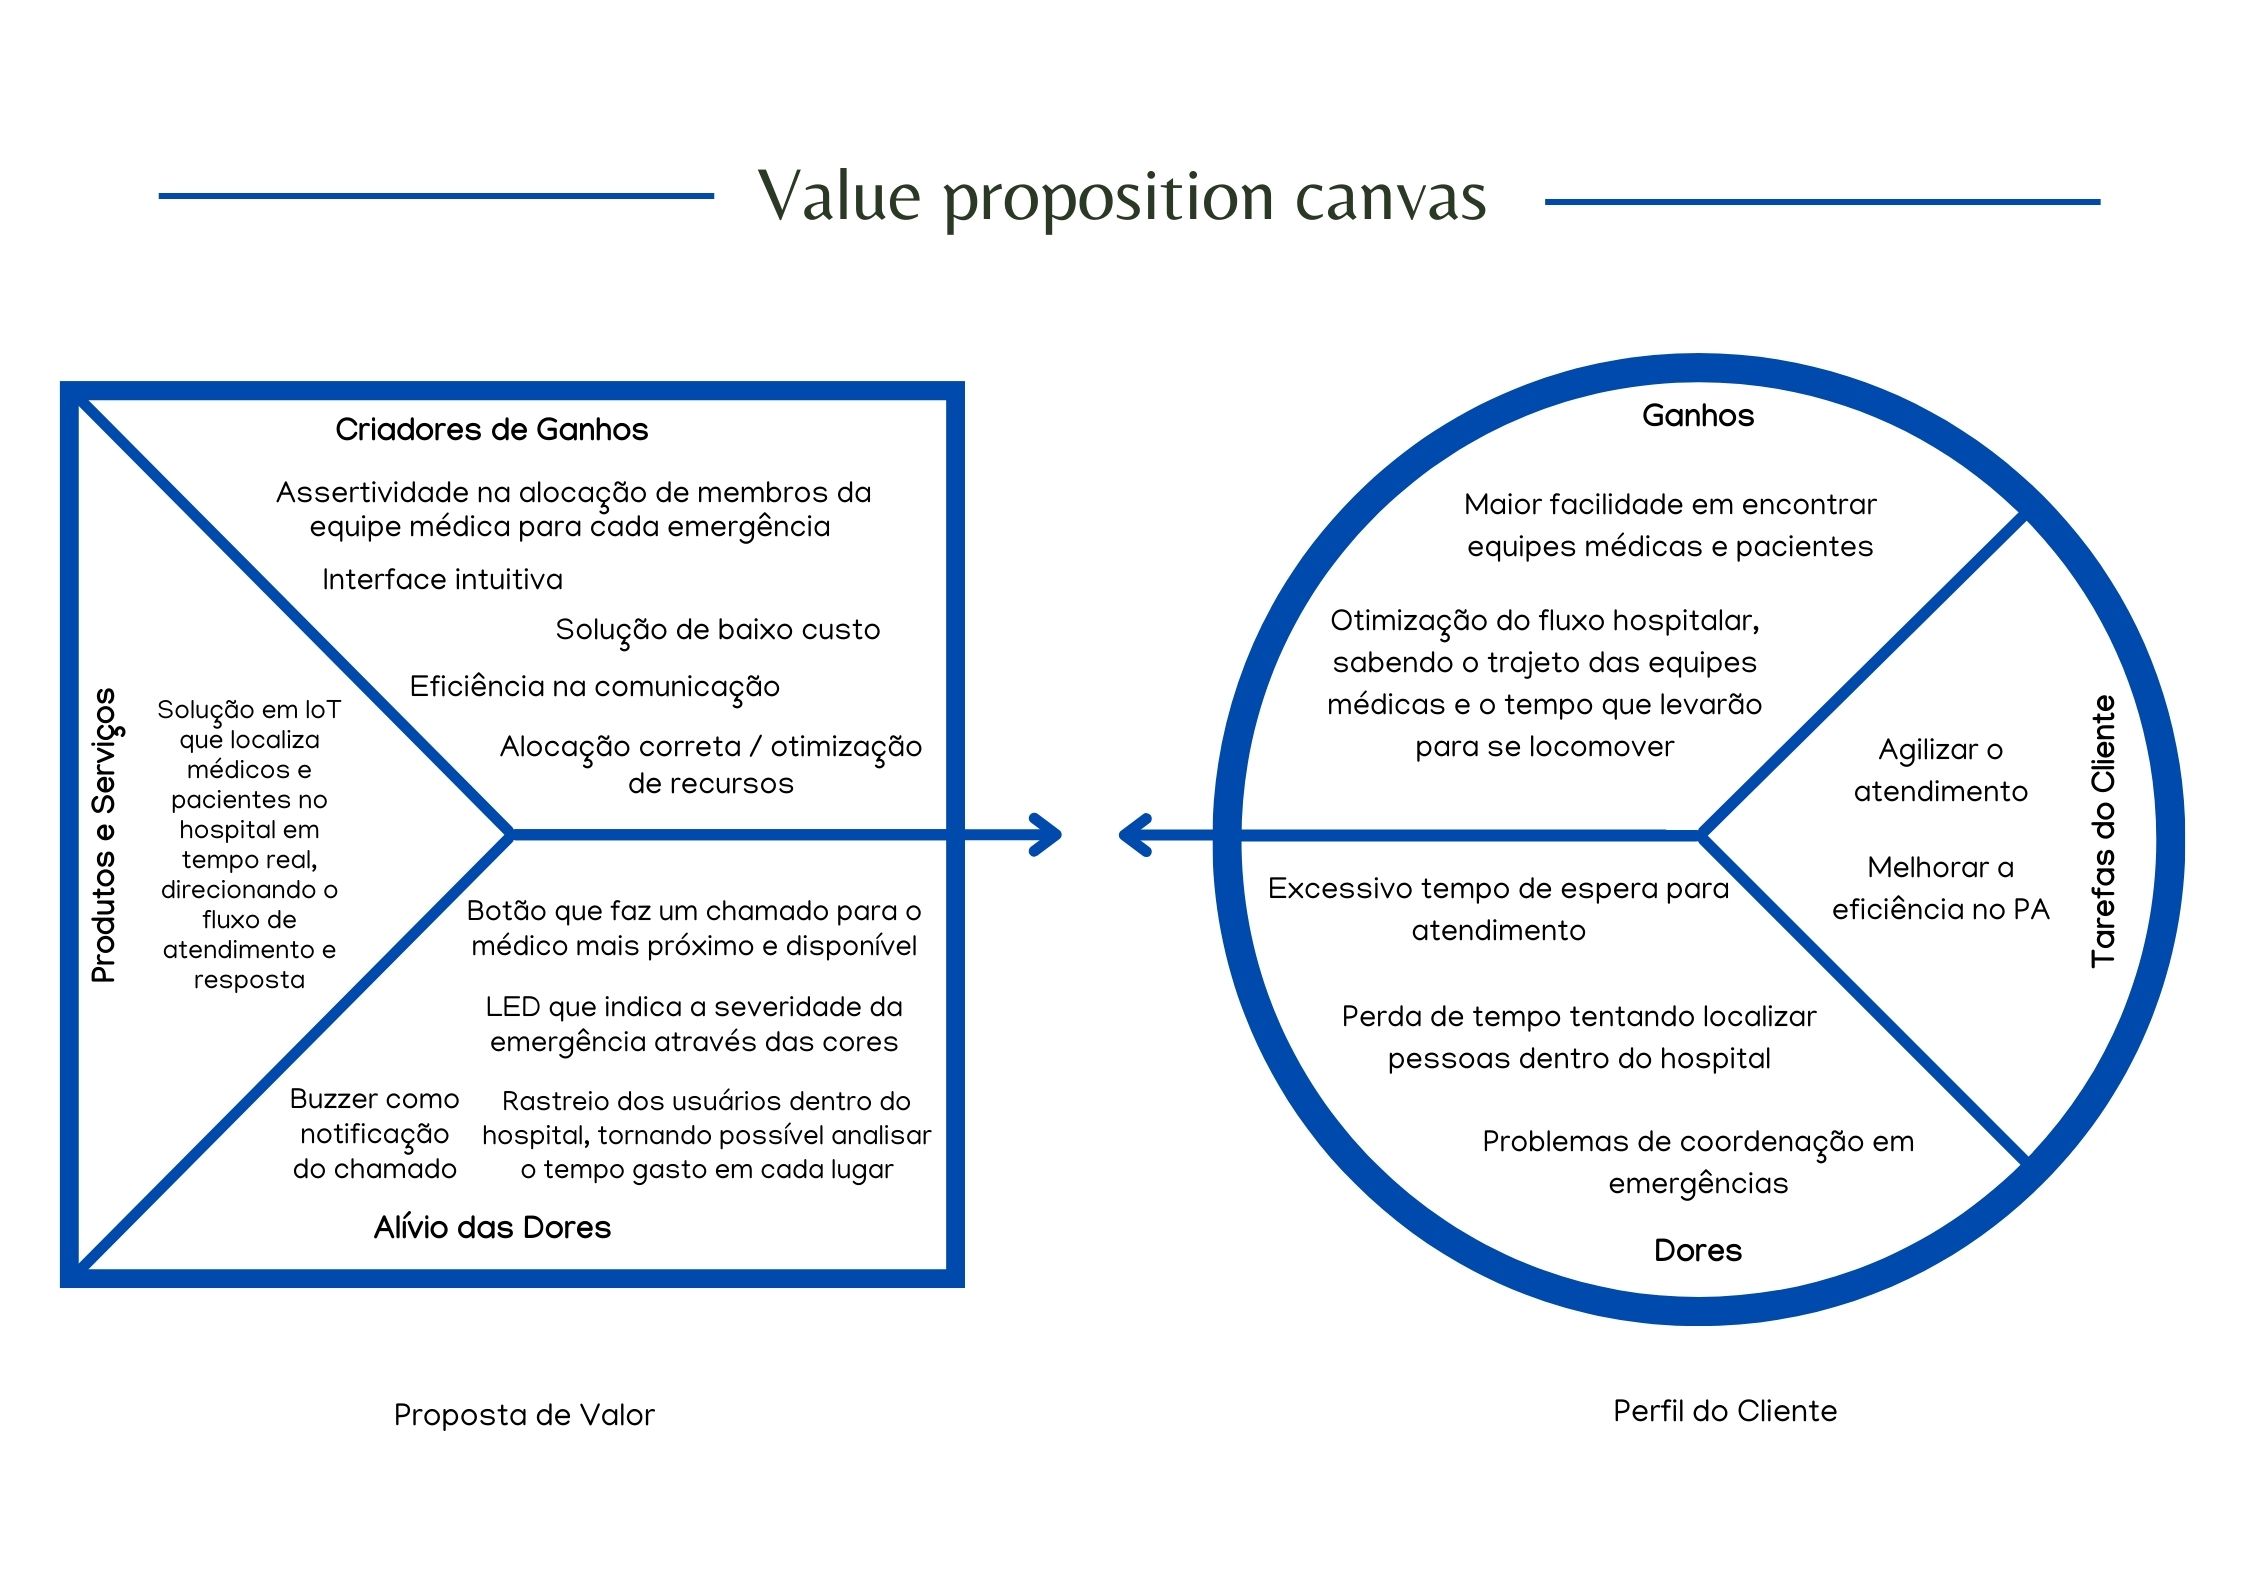 Value proposition canvas
Criadores de Ganhos
Assertividade na alocação de membros da
equipe médica para cada emergência
Interface intuitiva
Solução de baixo custo
Eficiência na comunicação
Alocação correta / otimização
de recursos
Produtos e Serviços
Solução em IoT
que localiza
médicos e
pacientes no
hospital em
tempo real,
direcionando o
fluxo de
atendimento e
resposta
Botão que faz um chamado para o
médico mais próximo e disponível
LED que indica a severidade da
emergência através das cores
Buzzer como
notificação
do chamado
Rastreio dos usuários dentro do
hospital, tornando possível analisar
o tempo gasto em cada lugar
Alívio das Dores
Proposta de Valor
Ganhos
Maior facilidade em encontrar
equipes médicas e pacientes
Otimização do fluxo hospitalar,
sabendo o trajeto das equipes
médicas e o tempo que levarão
para se locomover
Agilizar o
atendimento
Melhorar a
eficiência no PA
Tarefas do Cliente
Excessivo tempo de espera para
atendimento
Perda de tempo tentando localizar
pessoas dentro do hospital
Problemas de coordenação em
emergências
Dores
Perfil do Cliente